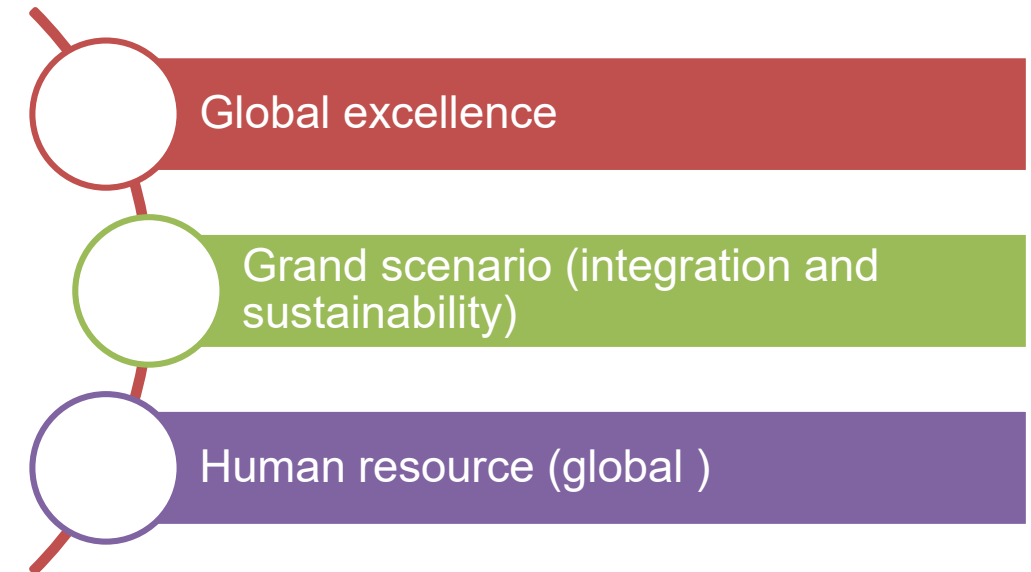 Global excellence
Grand scenario (integration and
sustainability)
Human resource (global )